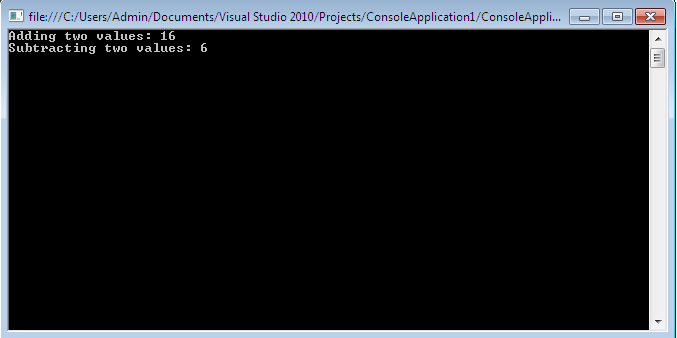 file:///C:/Users/Admin/Documents/Visual Studio 2010/Projects/ConsoleApplication1/ConsoleAppli...
Adding two values: 16
Subtracting two values: 6